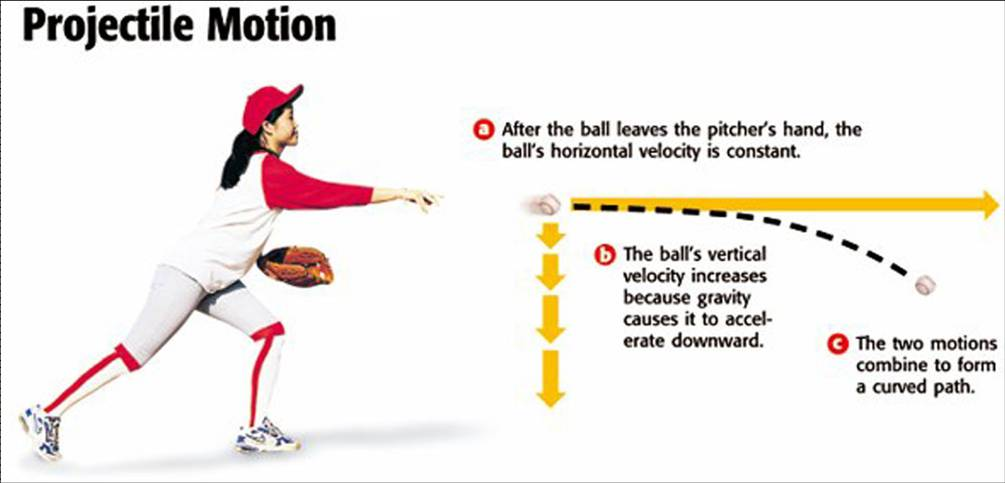 Projectile Motion
a After the ball leaves the pitcher's hand, the
ball's horizontal velocity is constant.
b The ball's vertical
velocity increases
because gravity
causes it to accel-
erate downward.
c The two motions
combine to form
a curved path.